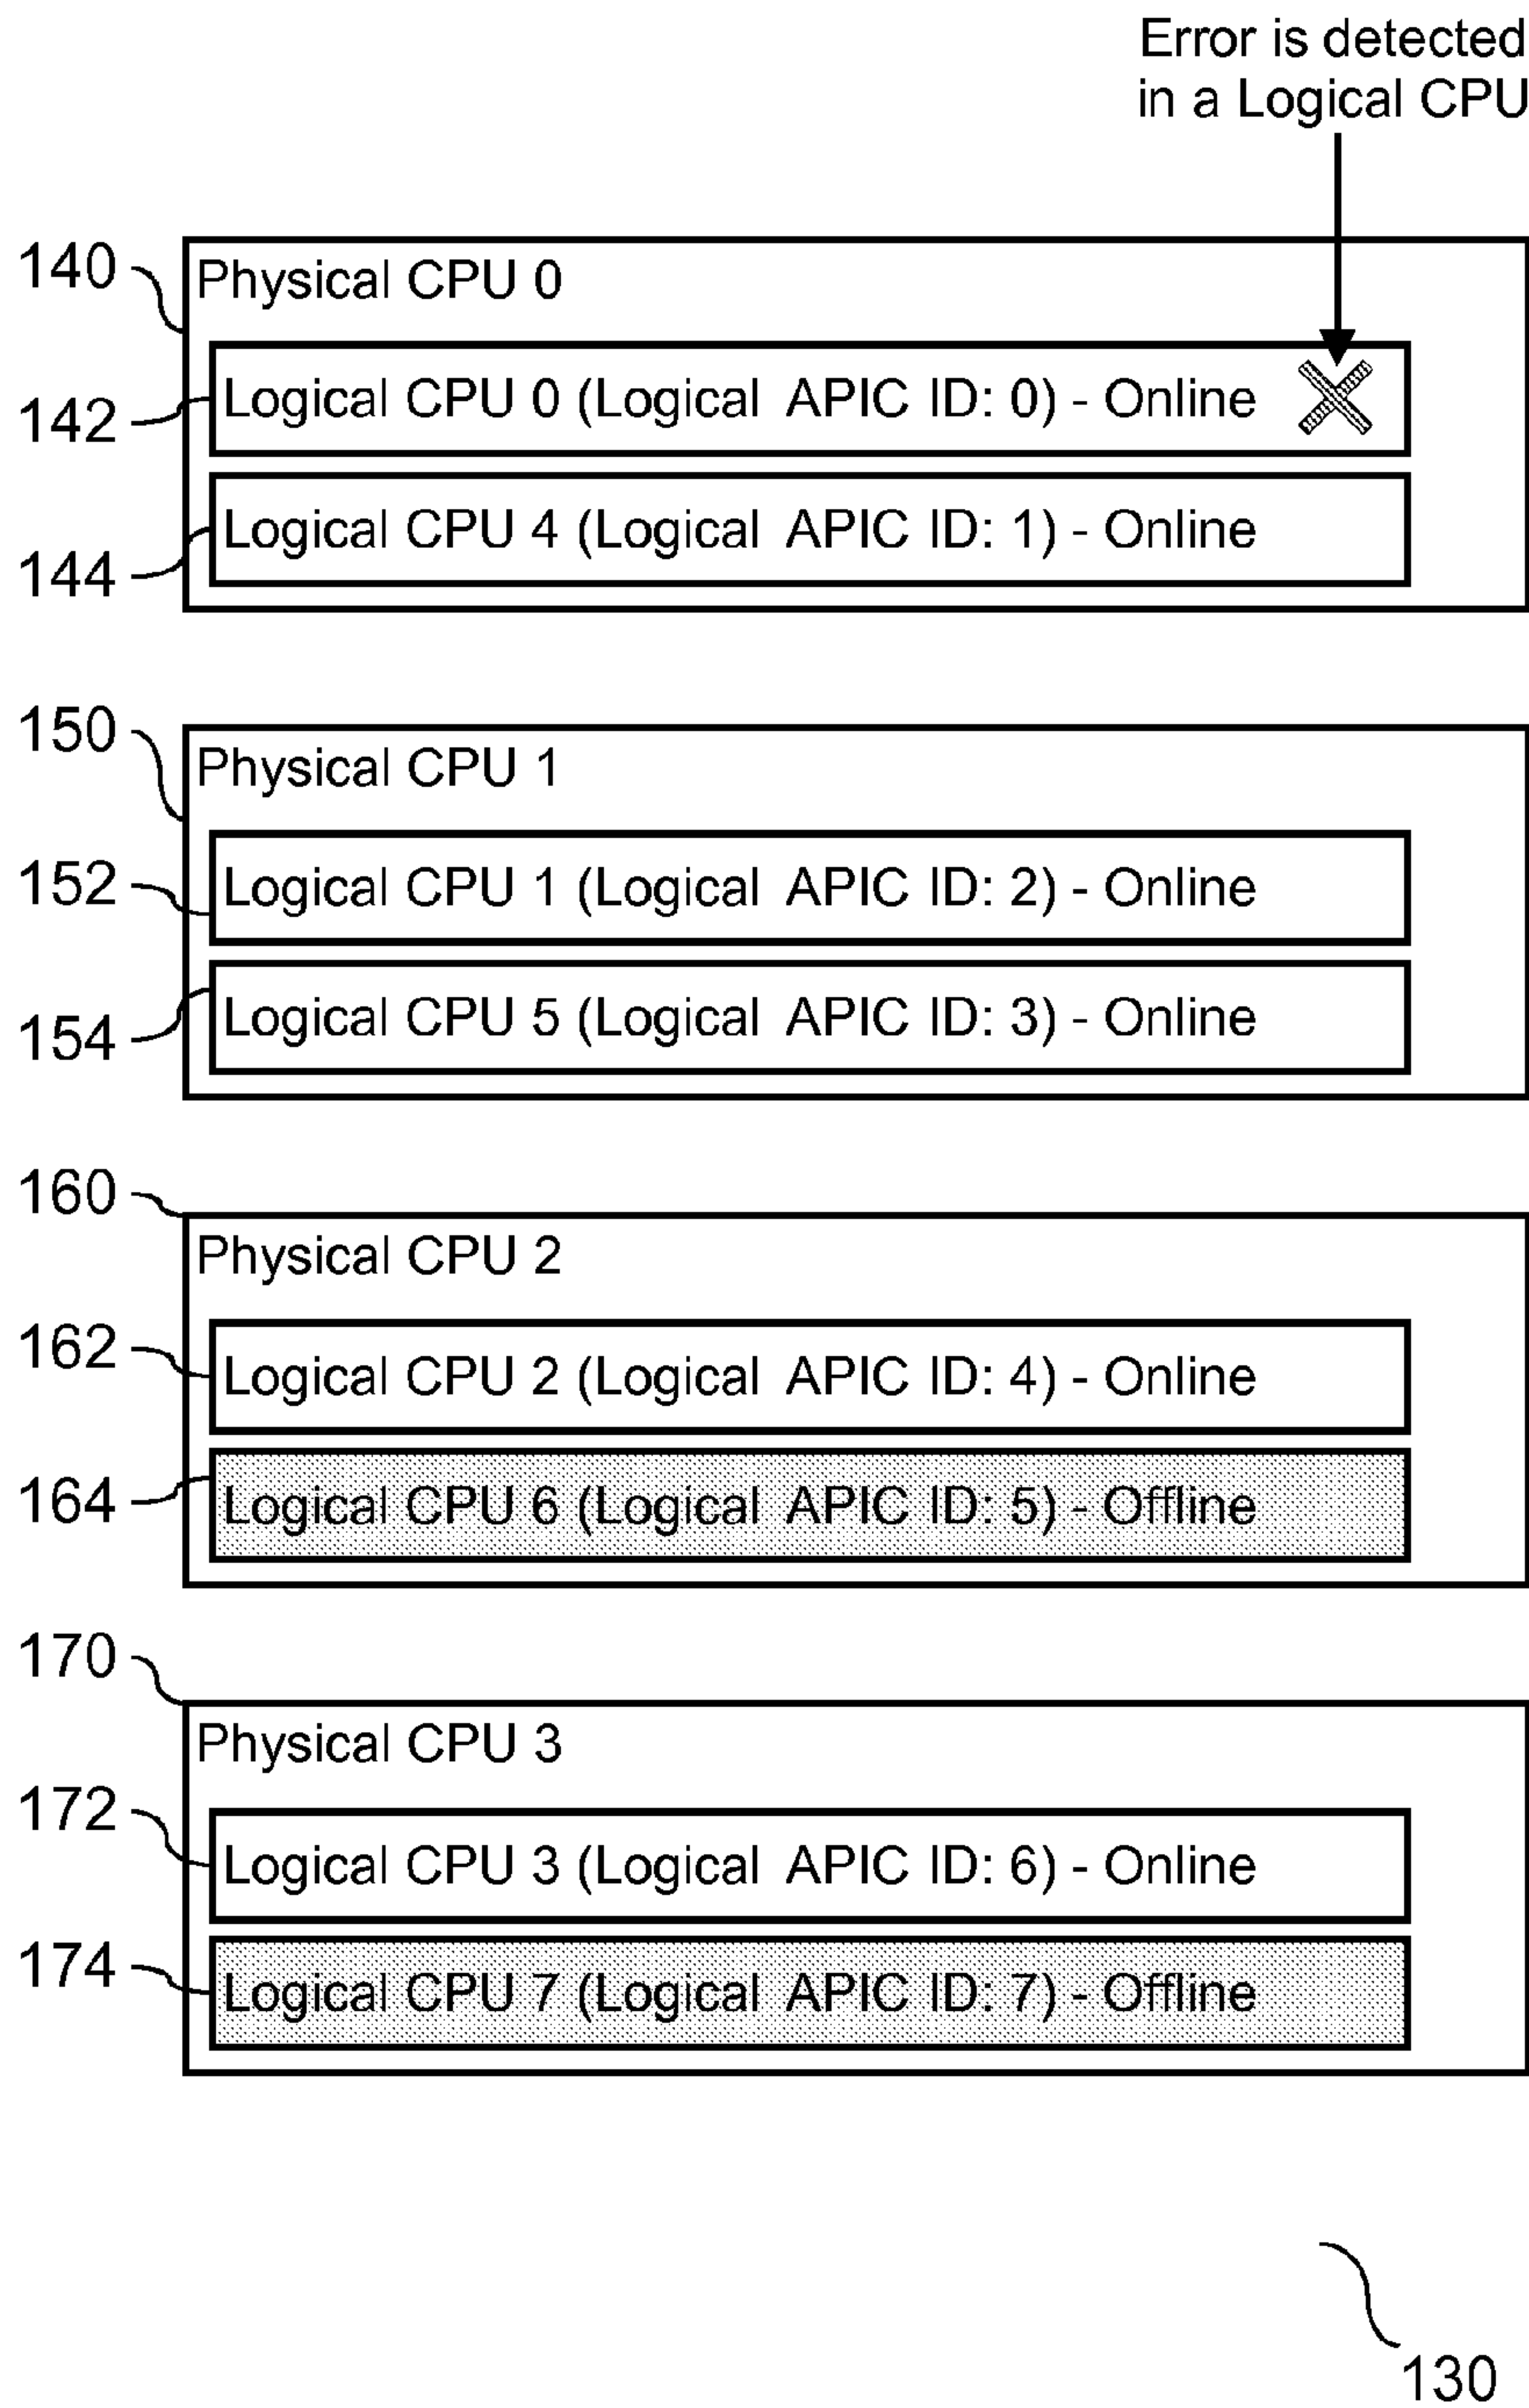 Error is detected
in a Logical CPU
140
Physical CPU 0
142
Logical CPU 0 (Logical APIC ID: 0) - Online
144
Logical CPU 4 (Logical APIC ID: 1) - Online
150
Physical CPU 1
152
Logical CPU 1 (Logical APIC ID: 2) - Online
154
Logical CPU 5 (Logical APIC ID: 3) - Online
160
Physical CPU 2
162
Logical CPU 2 (Logical APIC ID: 4) - Online
164
Logical CPU 6 (Logical APIC ID: 5) - Offline
170
Physical CPU 3
172
Logical CPU 3 (Logical APIC ID: 6) - Online
174
Logical CPU 7 (Logical APIC ID: 7) - Offline
130